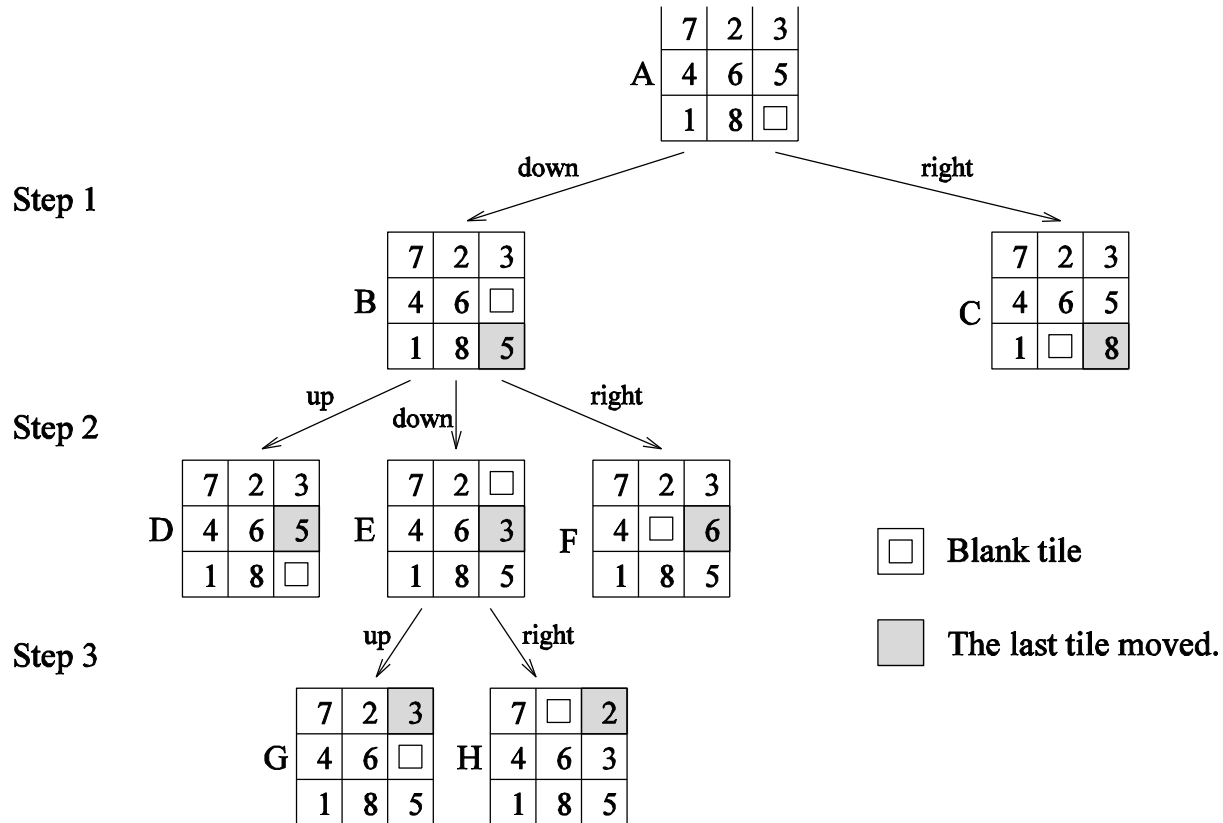 7 2 3
A 4 6 5
1 8
down right
Step 1
7 2 3 7 2 3
B 4 6 C 4 6 5
1 8 5 1 8
up down right
Step 2
7 2 3 7 2 7 2 3
D 4 6 5 E 4 6 3 F 4 6
1 8 1 8 5 1 8 5
Blank tile
up right
Step 3
The last tile moved.
7 2 3 7 2
G 4 6 H 4 6 3
1 8 5 1 8 5